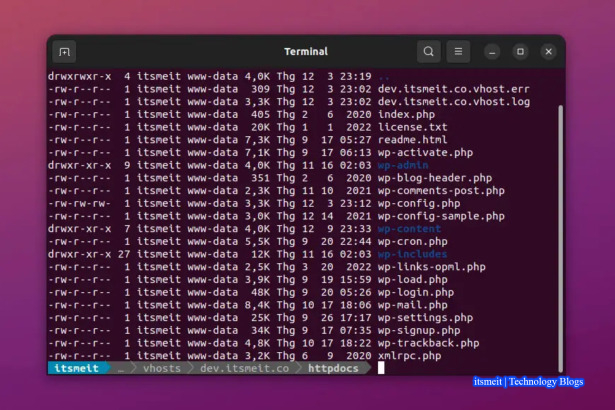 Terminal
drwxrwxr-x 4 itsmeit www-data 4,0K Thg 12 3 23:19 ..
-rw-r--r-- 1 itsmeit www-data 309 Thg 12 3 23:02 dev.itsmeit.co.vhost.err
-rw-r--r-- 1 itsmeit www-data 3,3K Thg 12 3 23:02 dev.itsmeit.co.vhost.log
-rw-r--r-- 1 itsmeit www-data 405 Thg 2 6 2020 index.php
-rw-r--r-- 1 itsmeit www-data 20K Thg 1 1 2022 license.txt
-rw-r--r-- 1 itsmeit www-data 7,3K Thg 9 17 05:27 readme.html
-rw-r--r-- 1 itsmeit www-data 7,1K Thg 9 17 06:13 wp-activate.php
drwxr-xr-x 9 itsmeit www-data 4,0K Thg 11 16 02:03 wp-admin
-rw-r--r-- 1 itsmeit www-data 351 Thg 2 6 2020 wp-blog-header.php
-rw-r--r-- 1 itsmeit www-data 2,3K Thg 11 10 2021 wp-comments-post.php
-rw-rw-rw- 1 itsmeit www-data 3,3K Thg 12 3 23:12 wp-config.php
-rw-r--r-- 1 itsmeit www-data 3,0K Thg 12 14 2021 wp-config-sample.php
drwxr-xr-x 7 itsmeit www-data 4,0K Thg 12 9 23:33 wp-content
-rw-r--r-- 1 itsmeit www-data 5,5K Thg 9 20 22:44 wp-cron.php
drwxr-xr-x 27 itsmeit www-data 12K Thg 11 16 02:03 wp-includes
-rw-r--r-- 1 itsmeit www-data 2,5K Thg 3 20 2022 wp-links-opml.php
-rw-r--r-- 1 itsmeit www-data 3,9K Thg 9 19 15:59 wp-load.php
-rw-r--r-- 1 itsmeit www-data 48K Thg 9 20 05:26 wp-login.php
-rw-r--r-- 1 itsmeit www-data 8,4K Thg 10 17 18:06 wp-mail.php
-rw-r--r-- 1 itsmeit www-data 25K Thg 9 26 17:17 wp-settings.php
-rw-r--r-- 1 itsmeit www-data 34K Thg 9 17 07:35 wp-signup.php
-rw-r--r-- 1 itsmeit www-data 4,8K Thg 10 17 18:22 wp-trackback.php
-rw-r--r-- 1 itsmeit www-data 3,2K Thg 6 9 2020 xmlrpc.php
itsmeit … vhosts dev.itsmeit.co httpdocs
itsmeit | Technology Blogs